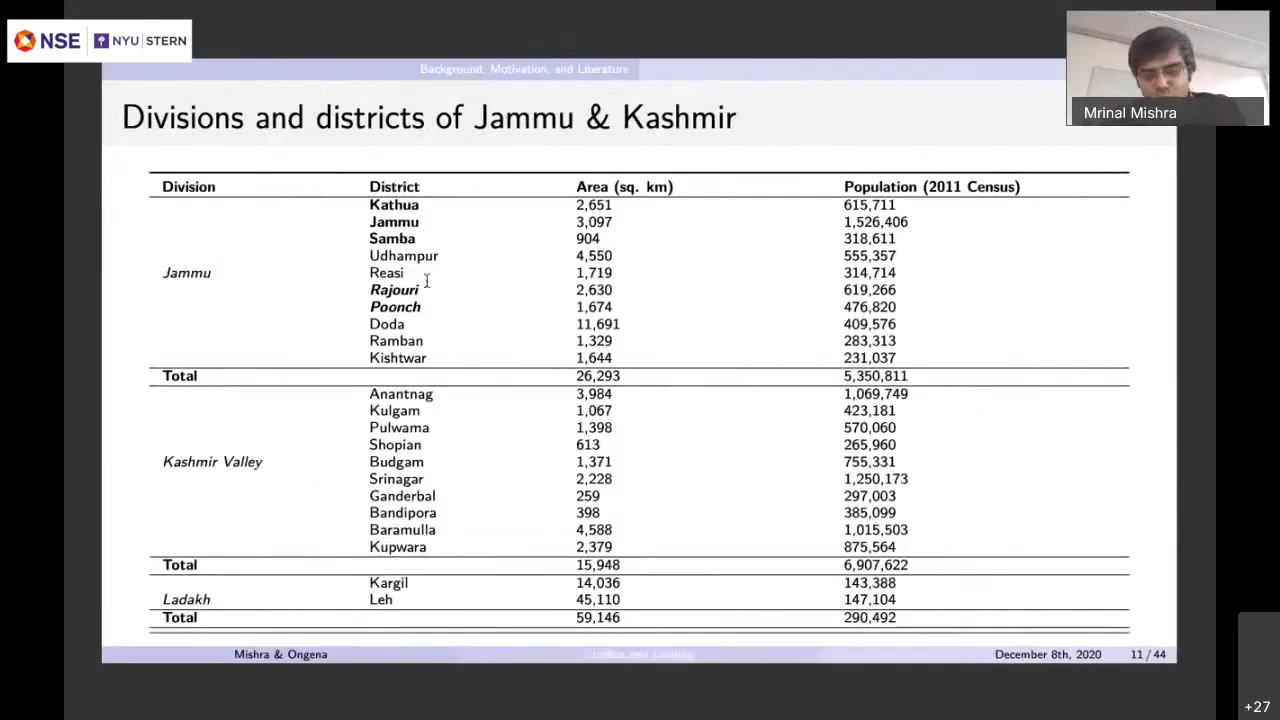 NSE NYU STERN
Background, Motivation, and Literature
Divisions and districts of Jammu & Kashmir
Mrinal Mishra
Division District Area (sq. km) Population (2011 Census)
Kathua 2,651 615,711
Jammu 3,097 1,526,406
Samba 904 318,611
Udhampur 4,550 555,357
Jammu Reasi 1,719 314,714
Rajouri 2,630 619,266
Poonch 1,674 476,820
Doda 11,691 409,576
Ramban 1,329 283,313
Kishtwar 1,644 231,037
Total 26,293 5,350,811
Anantnag 3,984 1,069,749
Kulgam 1,067 423,181
Pulwama 1,398 570,060
Shopian 613 265,960
Kashmir Valley Budgam 1,371 755,331
Srinagar 2,228 1,250,173
Ganderbal 259 297,003
Bandipora 398 385,099
Baramulla 4,588 1,015,503
Kupwara 2,379 875,564
Total 15,948 6,907,622
Kargil 14,036 143,388
Ladakh Leh 45,110 147,104
Total 59,146 290,492
Mishra & Ongena and Lending December 8th, 2020 11 / 44
+27